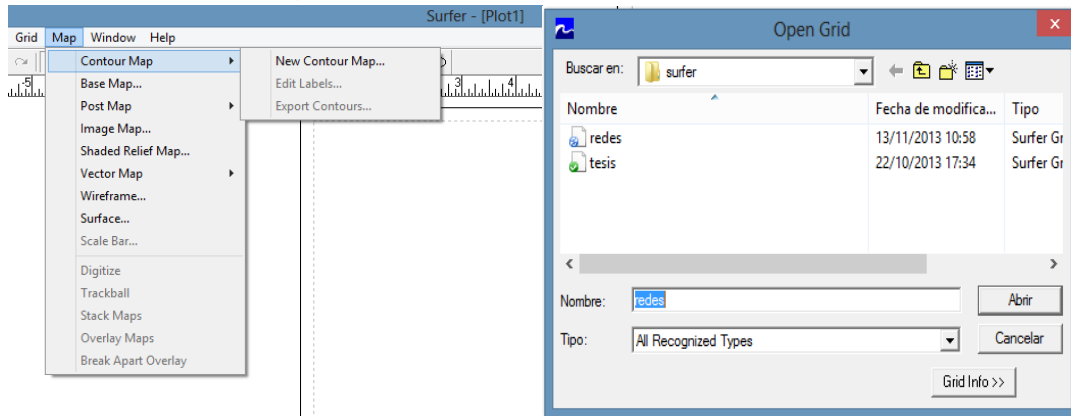 Surfer - [Plot1]
Grid Map Window Help
Contour Map
Base Map...
Post Map
Image Map...
Shaded Relief Map...
Vector Map
Wireframe...
Surface...
Scale Bar...
Digitize
Trackball
Stack Maps
Overlay Maps
Break Apart Overlay
New Contour Map...
Edit Labels...
Export Contours...
5 3 4
Open Grid
x
Buscar en: surfer
Nombre Fecha de modifica... Tipo
redes 13/11/2013 10:58 Surfer Gr
tesis 22/10/2013 17:34 Surfer Gr
Nombre: redes Abrir
Tipo: All Recognized Types Cancelar
Grid Info >>